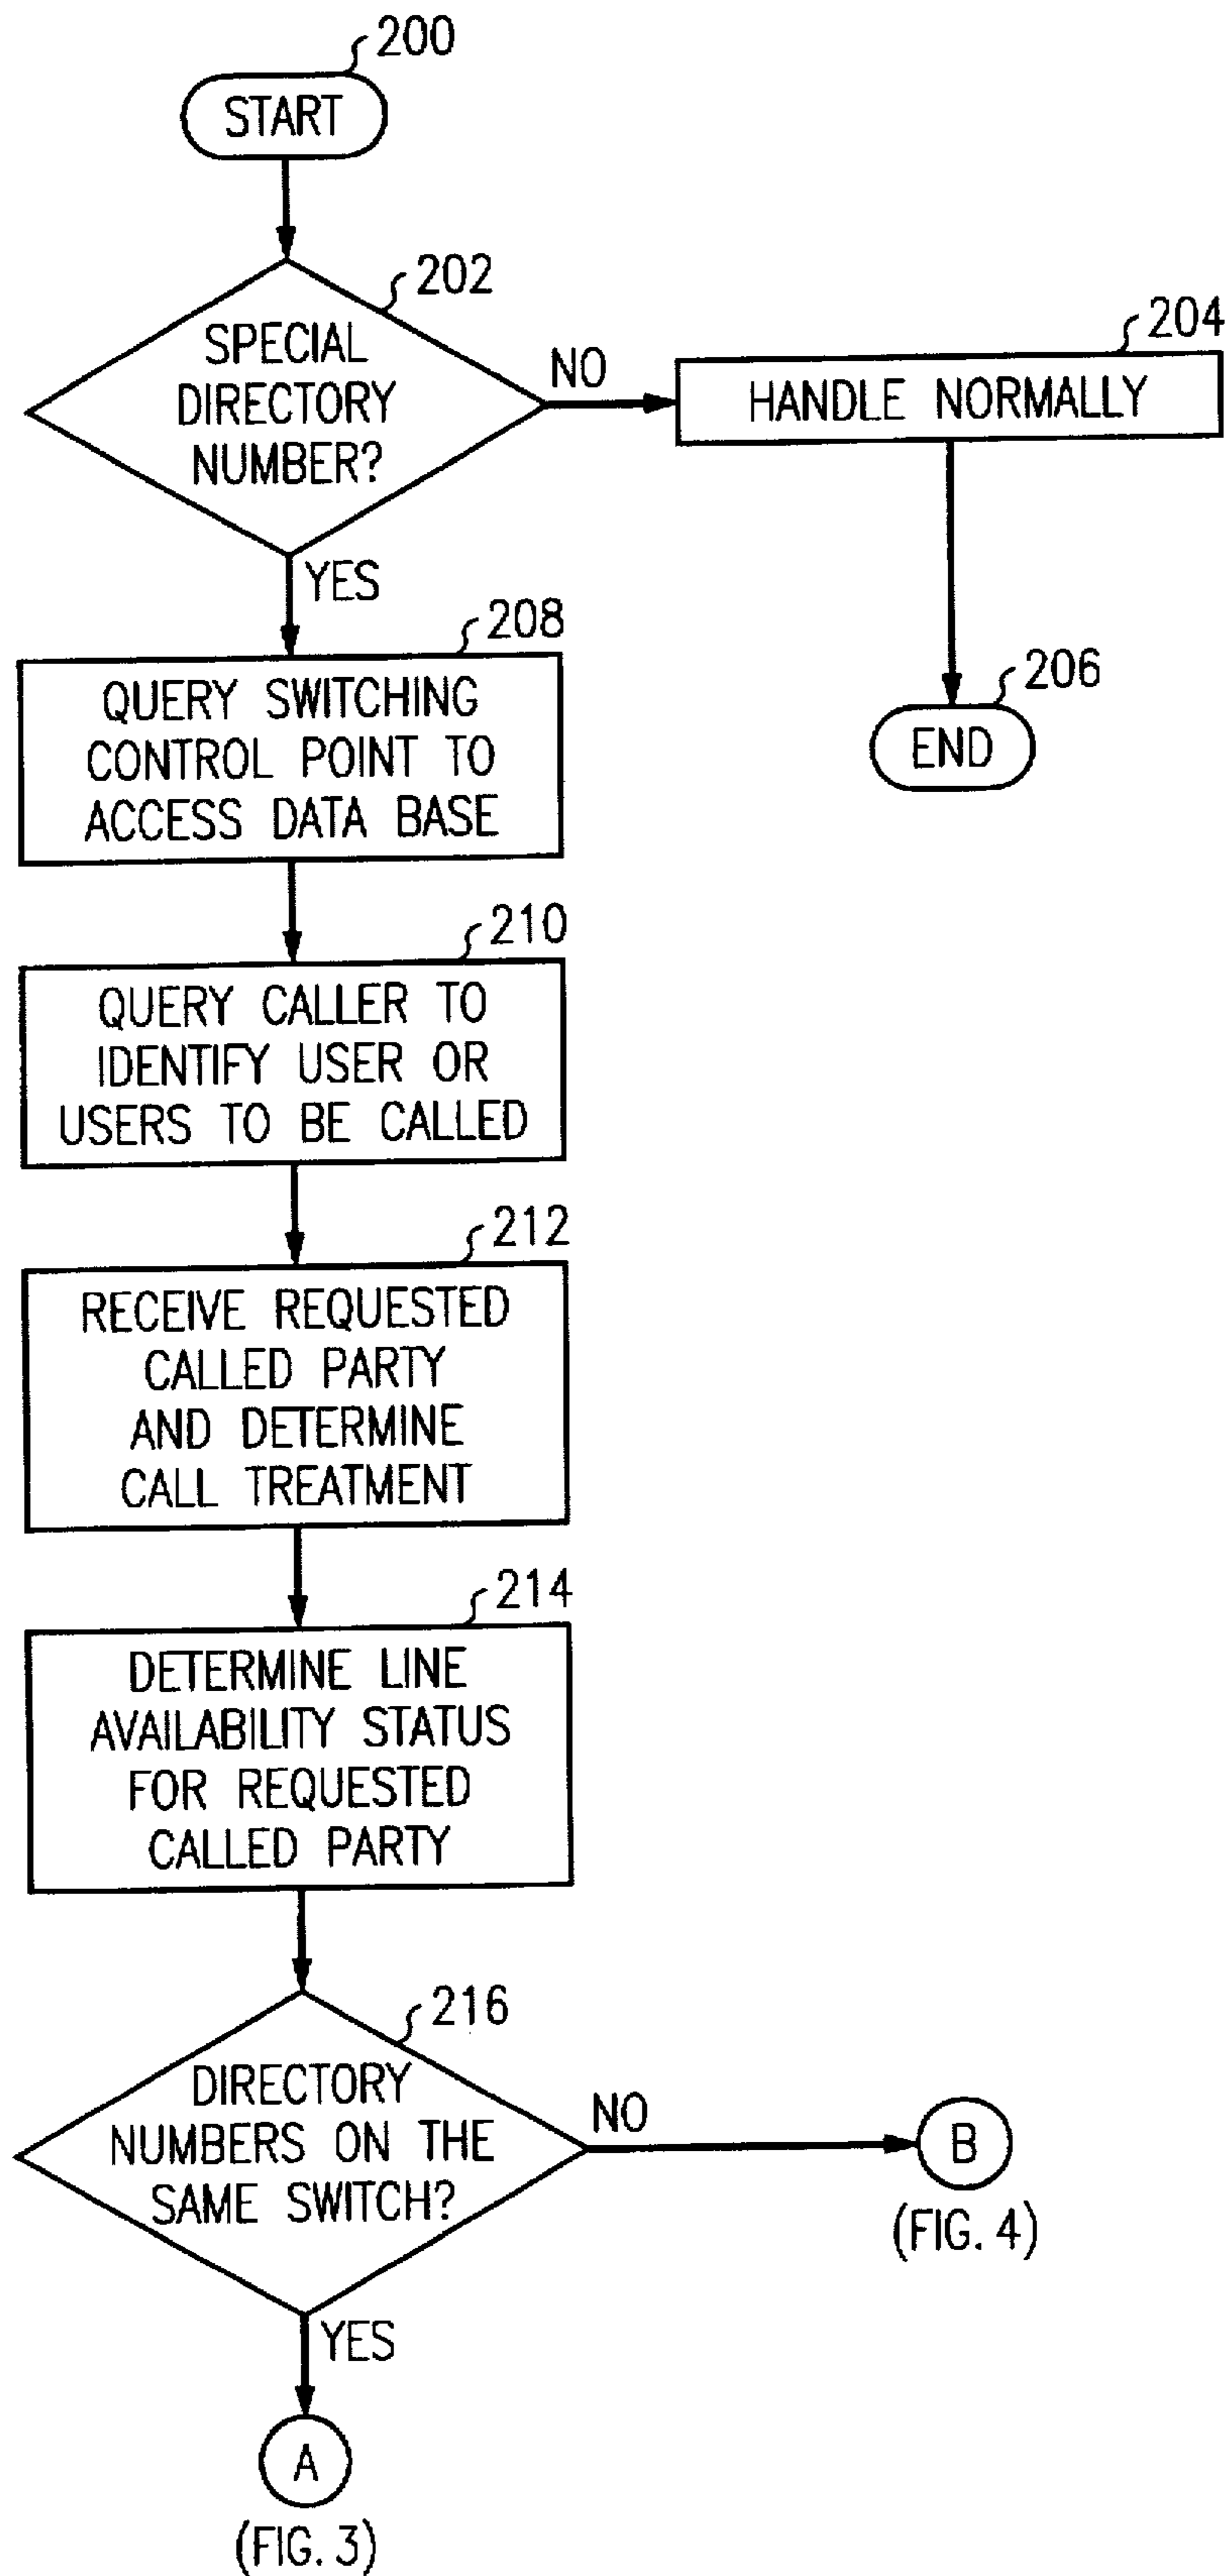 200
START
202
SPECIAL
DIRECTORY
NUMBER?
NO
204
HANDLE NORMALLY
206
END
YES
208
QUERY SWITCHING
CONTROL POINT TO
ACCESS DATA BASE
210
QUERY CALLER TO
IDENTIFY USER OR
USERS TO BE CALLED
212
RECEIVE REQUESTED
CALLED PARTY
AND DETERMINE
CALL TREATMENT
214
DETERMINE LINE
AVAILABILITY STATUS
FOR REQUESTED
CALLED PARTY
216
DIRECTORY
NUMBERS ON THE
SAME SWITCH?
NO
B
(FIG. 4)
YES
A
(FIG. 3)